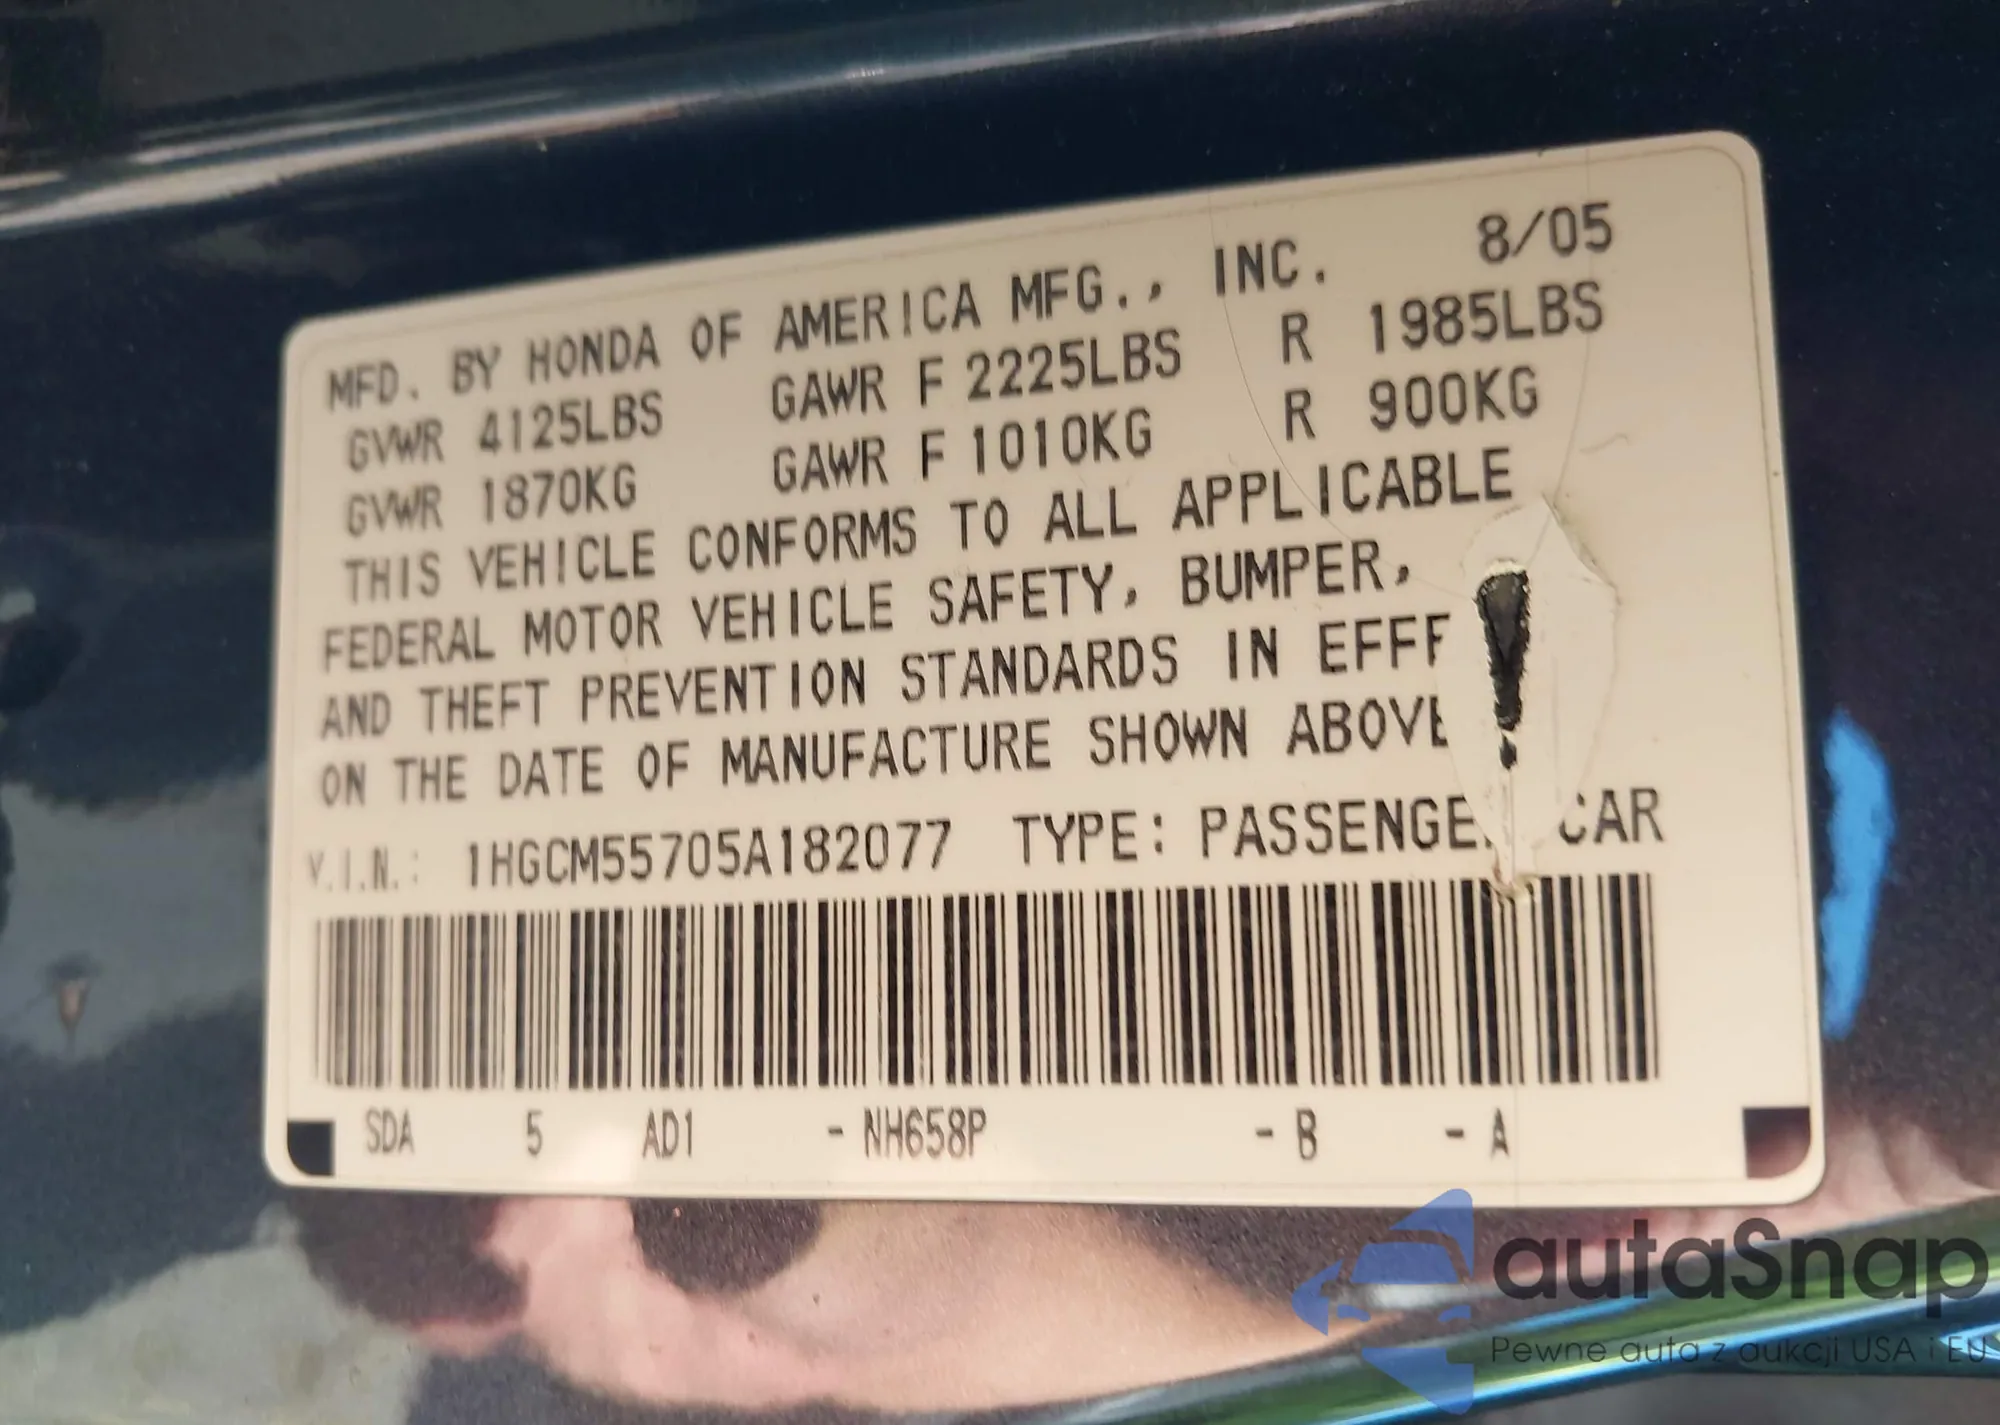 MFD. BY HONDA OF AMERICA MFG., INC. 8/05
GVWR 4125LBS GAWR F 2225LBS R 1985LBS
GVWR 1870KG GAWR F 1010KG R 900KG
THIS VEHICLE CONFORMS TO ALL APPLICABLE
FEDERAL MOTOR VEHICLE SAFETY, BUMPER,
AND THEFT PREVENTION STANDARDS IN EFFE
ON THE DATE OF MANUFACTURE SHOWN ABOVE
V.I.N.: 1HGCM55705A182077 TYPE: PASSENGE CAR
SDA 5 AD1 - NH658P - B - A
autaSnap
Pewne auta z aukcji USA i EU